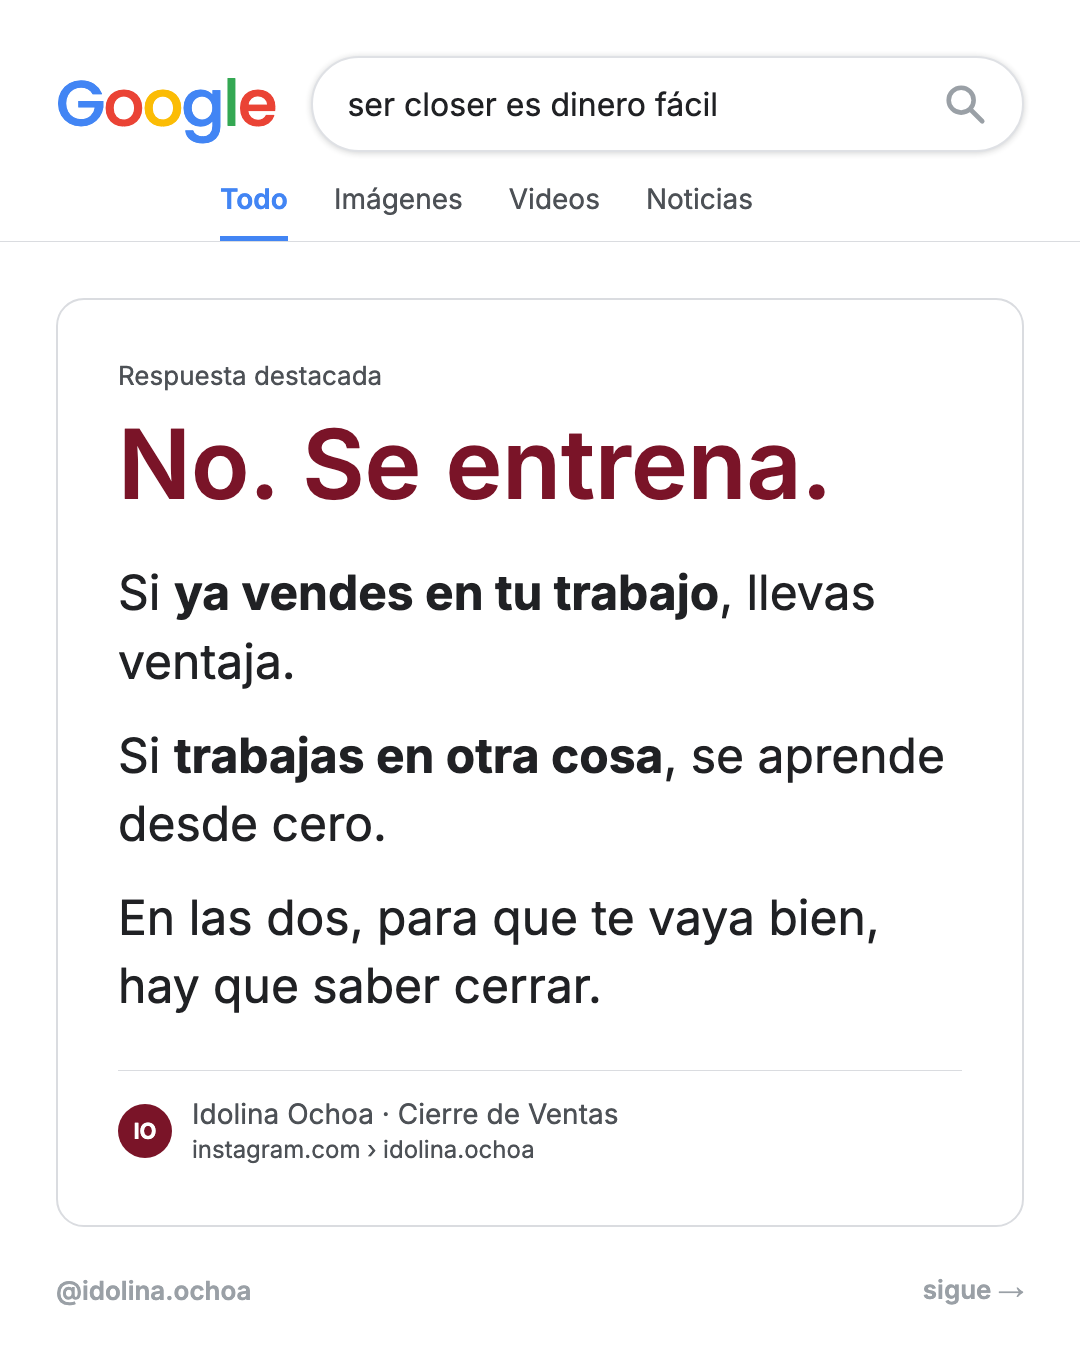 Google
ser closer es dinero fácil
Todo Imágenes Videos Noticias
Respuesta destacada
No. Se entrena.
Si ya vendes en tu trabajo, llevas
ventaja.
Si trabajas en otra cosa, se aprende
desde cero.
En las dos, para que te vaya bien,
hay que saber cerrar.
IO
Idolina Ochoa · Cierre de Ventas
instagram.com › idolina.ochoa
@idolina.ochoa
sigue →